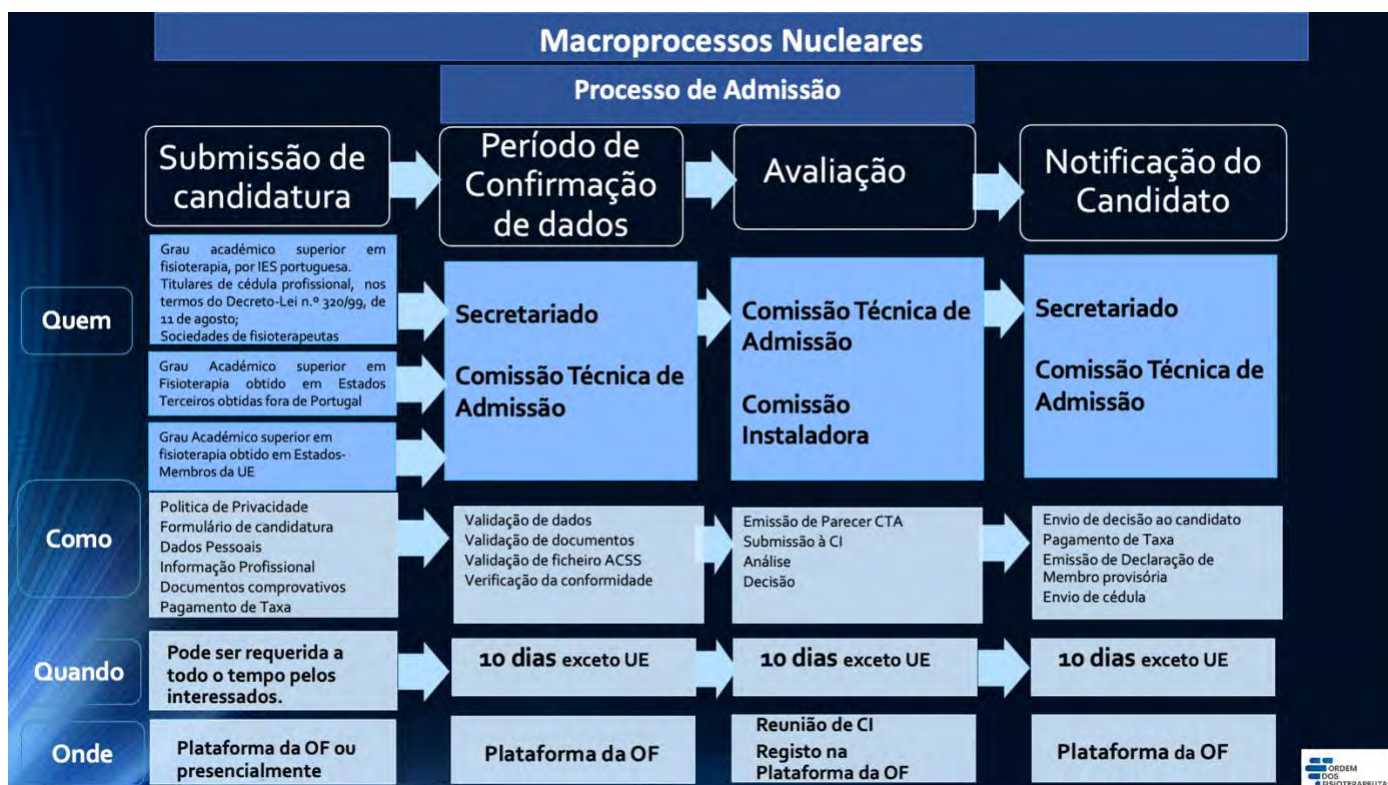 Macroprocessos Nucleares
Processo de Admissão
Submissão de
candidatura
Período de
Confirmação
de dados
Avaliação
Notificação do
Candidato
Quem
Grau académico superior em
fisioterapia, por IES portuguesa.
Titulares de cédula profissional, nos
termos do Decreto-Lei n.º 320/99, de
11 de agosto;
Sociedades de fisioterapeutas
Grau Académico superior em
Fisioterapia obtido em Estados
Terceiros obtidas fora de Portugal
Grau Académico superior em
fisioterapia obtido em Estados-
Membros da UE
Secretariado
Comissão Técnica de
Admissão
Comissão Técnica de
Admissão
Comissão
Instaladora
Secretariado
Comissão Técnica de
Admissão
Como
Politica de Privacidade
Formulário de candidatura
Dados Pessoais
Informação Profissional
Documentos comprovativos
Pagamento de Taxa
Validação de dados
Validação de documentos
Validação de ficheiro ACSS
Verificação da conformidade
Emissão de Parecer CTA
Submissão à CI
Análise
Decisão
Envio de decisão ao candidato
Pagamento de Taxa
Emissão de Declaração de
Membro provisória
Envio de cédula
Quando
Pode ser requerida a
todo o tempo pelos
interessados.
10 dias exceto UE
10 dias exceto UE
10 dias exceto UE
Onde
Plataforma da OF ou
presencialmente
Plataforma da OF
Reunião de CI
Registo na
Plataforma da OF
Plataforma da OF
ORDEM
DOS
FISIOTERAPEUTA